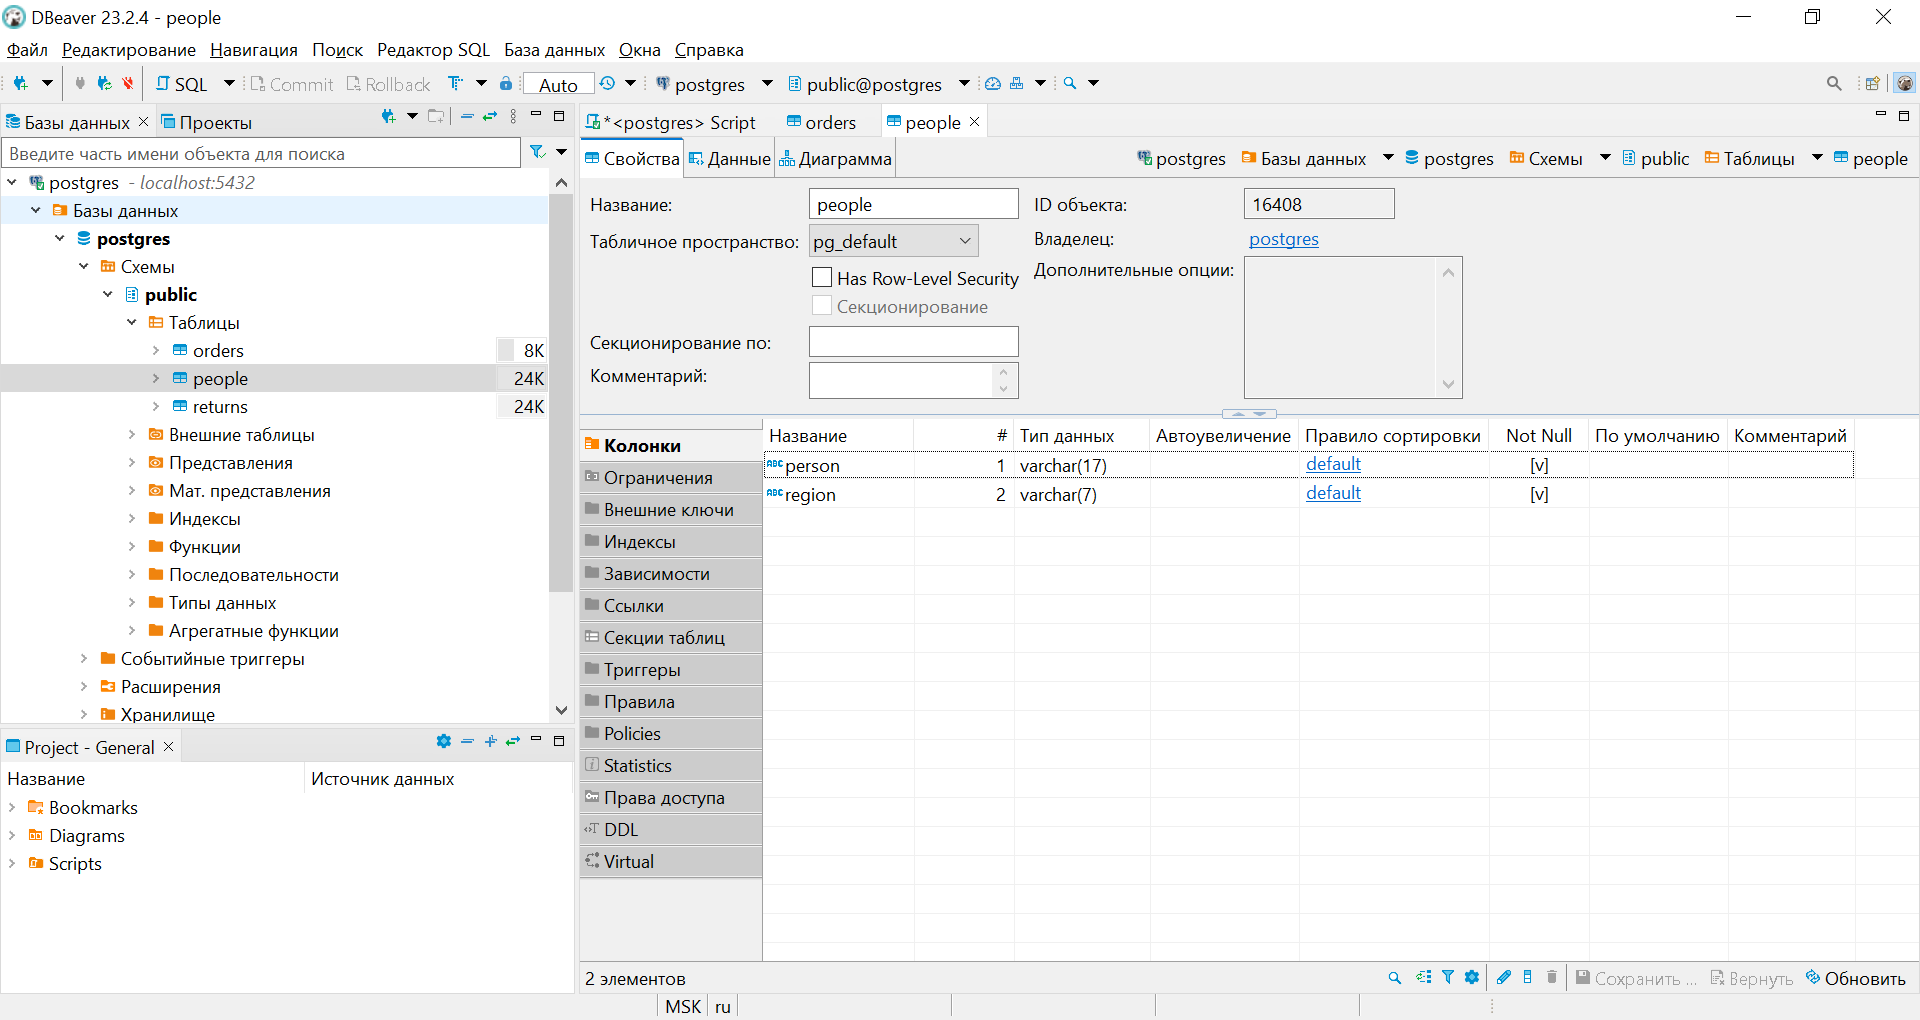 DBeaver 23.2.4 - people
Файл Редактирование Навигация Поиск Редактор SQL База данных Окна Справка
SQL Commit Rollback Auto postgres public@postgres
Базы данных Проекты
Введите часть имени объекта для поиска
postgres - localhost:5432
Базы данных
postgres
Схемы
public
Таблицы
orders 8K
people 24K
returns 24K
Внешние таблицы
Представления
Мат. представления
Индексы
Функции
Последовательности
Типы данных
Агрегатные функции
Событийные триггеры
Расширения
Хранилище
Project - General
Название Источник данных
Bookmarks
Diagrams
Scripts
*<postgres> Script orders people
Свойства Данные Диаграмма postgres Базы данных postgres Схемы public Таблицы people
Название: people ID объекта: 16408
Табличное пространство: pg_default Владелец: postgres
Has Row-Level Security Дополнительные опции:
Секционирование
Секционирование по:
Комментарий:
Колонки
Ограничения
Внешние ключи
Индексы
Зависимости
Ссылки
Секции таблиц
Триггеры
Правила
Policies
Statistics
Права доступа
DDL
Virtual
Название # Тип данных Автоувеличение Правило сортировки Not Null По умолчанию Комментарий
ABC person 1 varchar(17) default [v]
ABC region 2 varchar(7) default [v]
2 элементов Сохранить ... Вернуть Обновить
MSK ru